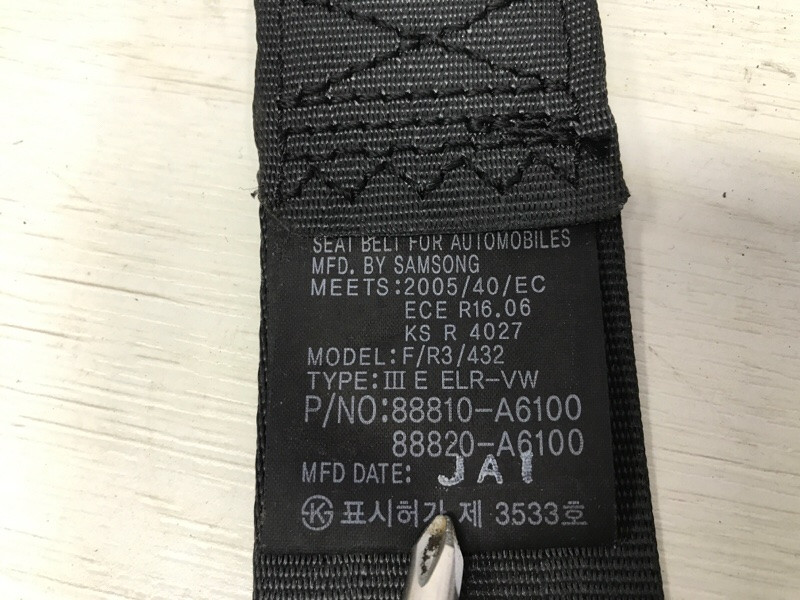 SEAT BELT FOR AUTOMOBILES
MFD. BY SAMSONG
MEETS:2005/40/EC
ECE R16.06
KS R 4027
MODEL:F/R3/432
TYPE:III E ELR-VW
P/NO:88810-A6100
88820-A6100
MFD DATE: JAI
K 표시허가 제 3533호